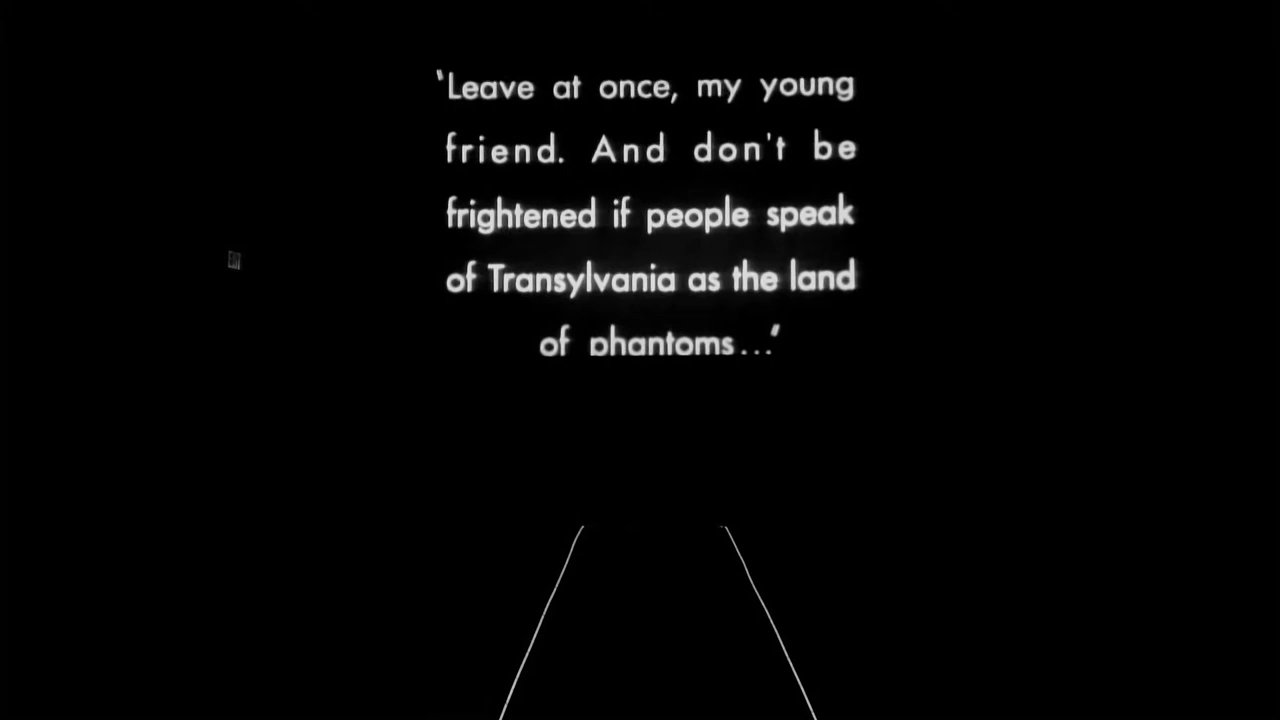 'Leave at once, my young
friend. And don't be
frightened if people speak
of Transylvania as the land
of phantoms...'